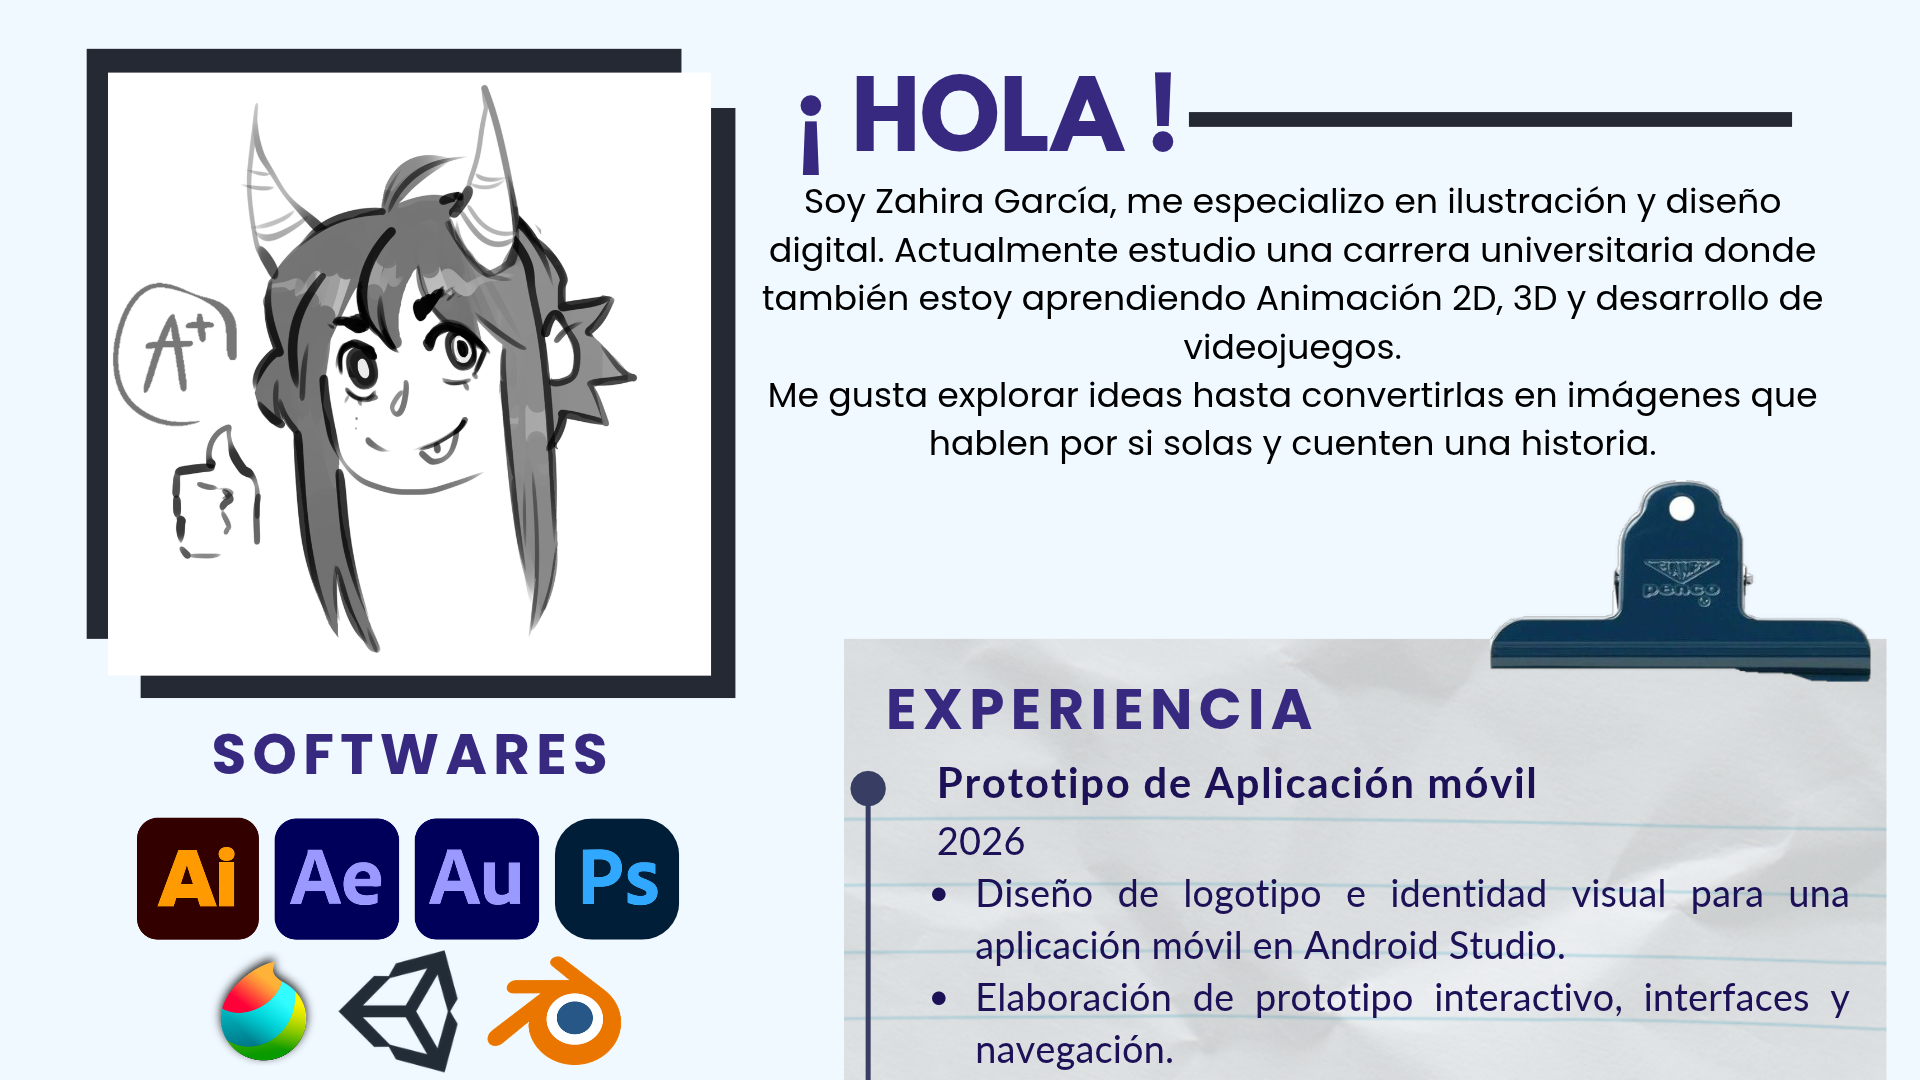 A+
¡ HOLA !
Soy Zahira García, me especializo en ilustración y diseño
digital. Actualmente estudio una carrera universitaria donde
también estoy aprendiendo Animación 2D, 3D y desarrollo de
videojuegos.
Me gusta explorar ideas hasta convertirlas en imágenes que
hablen por si solas y cuenten una historia.
penco
SOFTWARES
Ai Ae Au Ps
EXPERIENCIA
Prototipo de Aplicación móvil
2026
• Diseño de logotipo e identidad visual para una
aplicación móvil en Android Studio.
• Elaboración de prototipo interactivo, interfaces y
navegación.